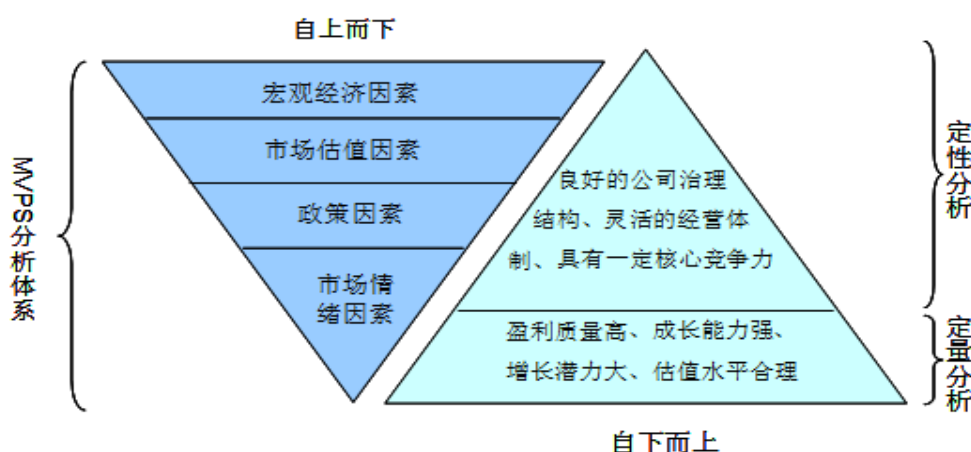 自上而下
MVPS分析体系
宏观经济因素
市场估值因素
政策因素
市场情
绪因素
良好的公司治理
结构、灵活的经营体
制、具有一定核心竞争力
盈利质量高、成长能力强、
增长潜力大、估值水平合理
定性分析
定量分析
自下而上